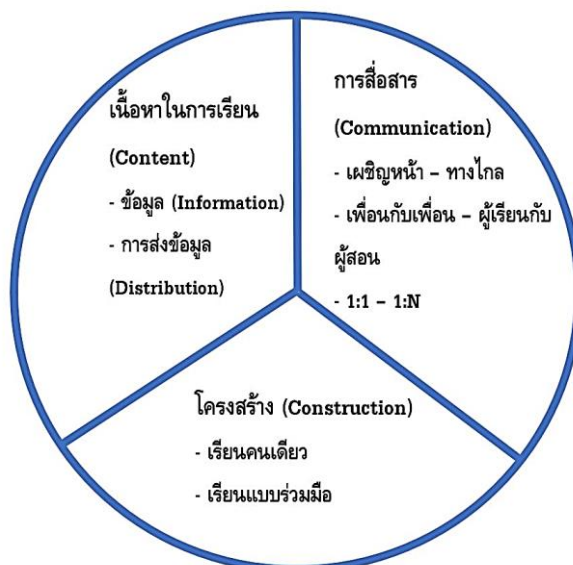 เนื้อหาในการเรียน
(Content)
- ข้อมูล (Information)
- การส่งข้อมูล
(Distribution)
การสื่อสาร
(Communication)
- เผชิญหน้า – ทางไกล
- เพื่อนกับเพื่อน – ผู้เรียนกับ
ผู้สอน
- 1:1 – 1:N
โครงสร้าง (Construction)
- เรียนคนเดียว
- เรียนแบบร่วมมือ